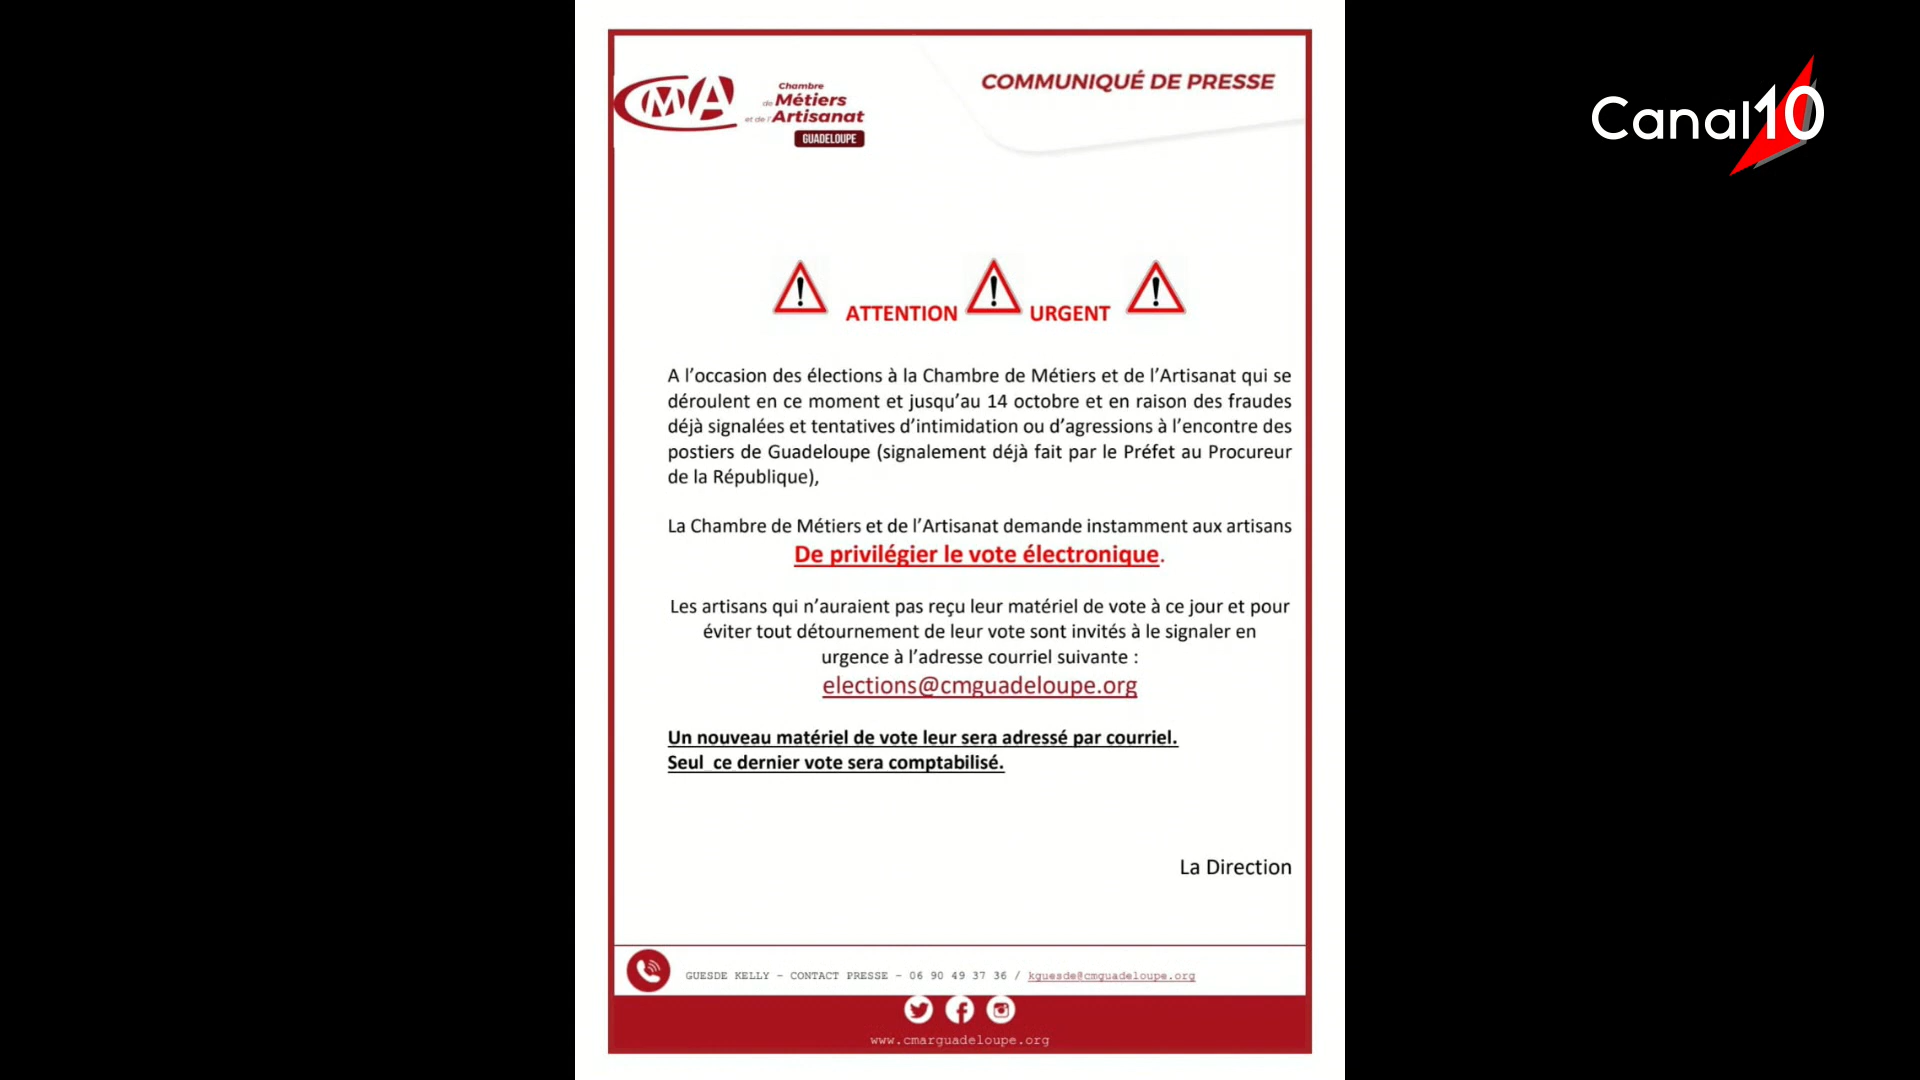 CMA
Chambre
de Métiers
et de l'Artisanat
GUADELOUPE
COMMUNIQUÉ DE PRESSE
Canal10
ATTENTION URGENT
A l’occasion des élections à la Chambre de Métiers et de l’Artisanat qui se
déroulent en ce moment et jusqu’au 14 octobre et en raison des fraudes
déjà signalées et tentatives d’intimidation ou d’agressions à l’encontre des
postiers de Guadeloupe (signalement déjà fait par le Préfet au Procureur
de la République),
La Chambre de Métiers et de l’Artisanat demande instamment aux artisans
De privilégier le vote électronique.
Les artisans qui n’auraient pas reçu leur matériel de vote à ce jour et pour
éviter tout détournement de leur vote sont invités à le signaler en
urgence à l’adresse courriel suivante :
elections@cmguadeloupe.org
Un nouveau matériel de vote leur sera adressé par courriel.
Seul ce dernier vote sera comptabilisé.
La Direction
GUESDE KELLY – CONTACT PRESSE – 06 90 49 37 36 / kguesde@cmguadeloupe.org
www.cmarguadeloupe.org